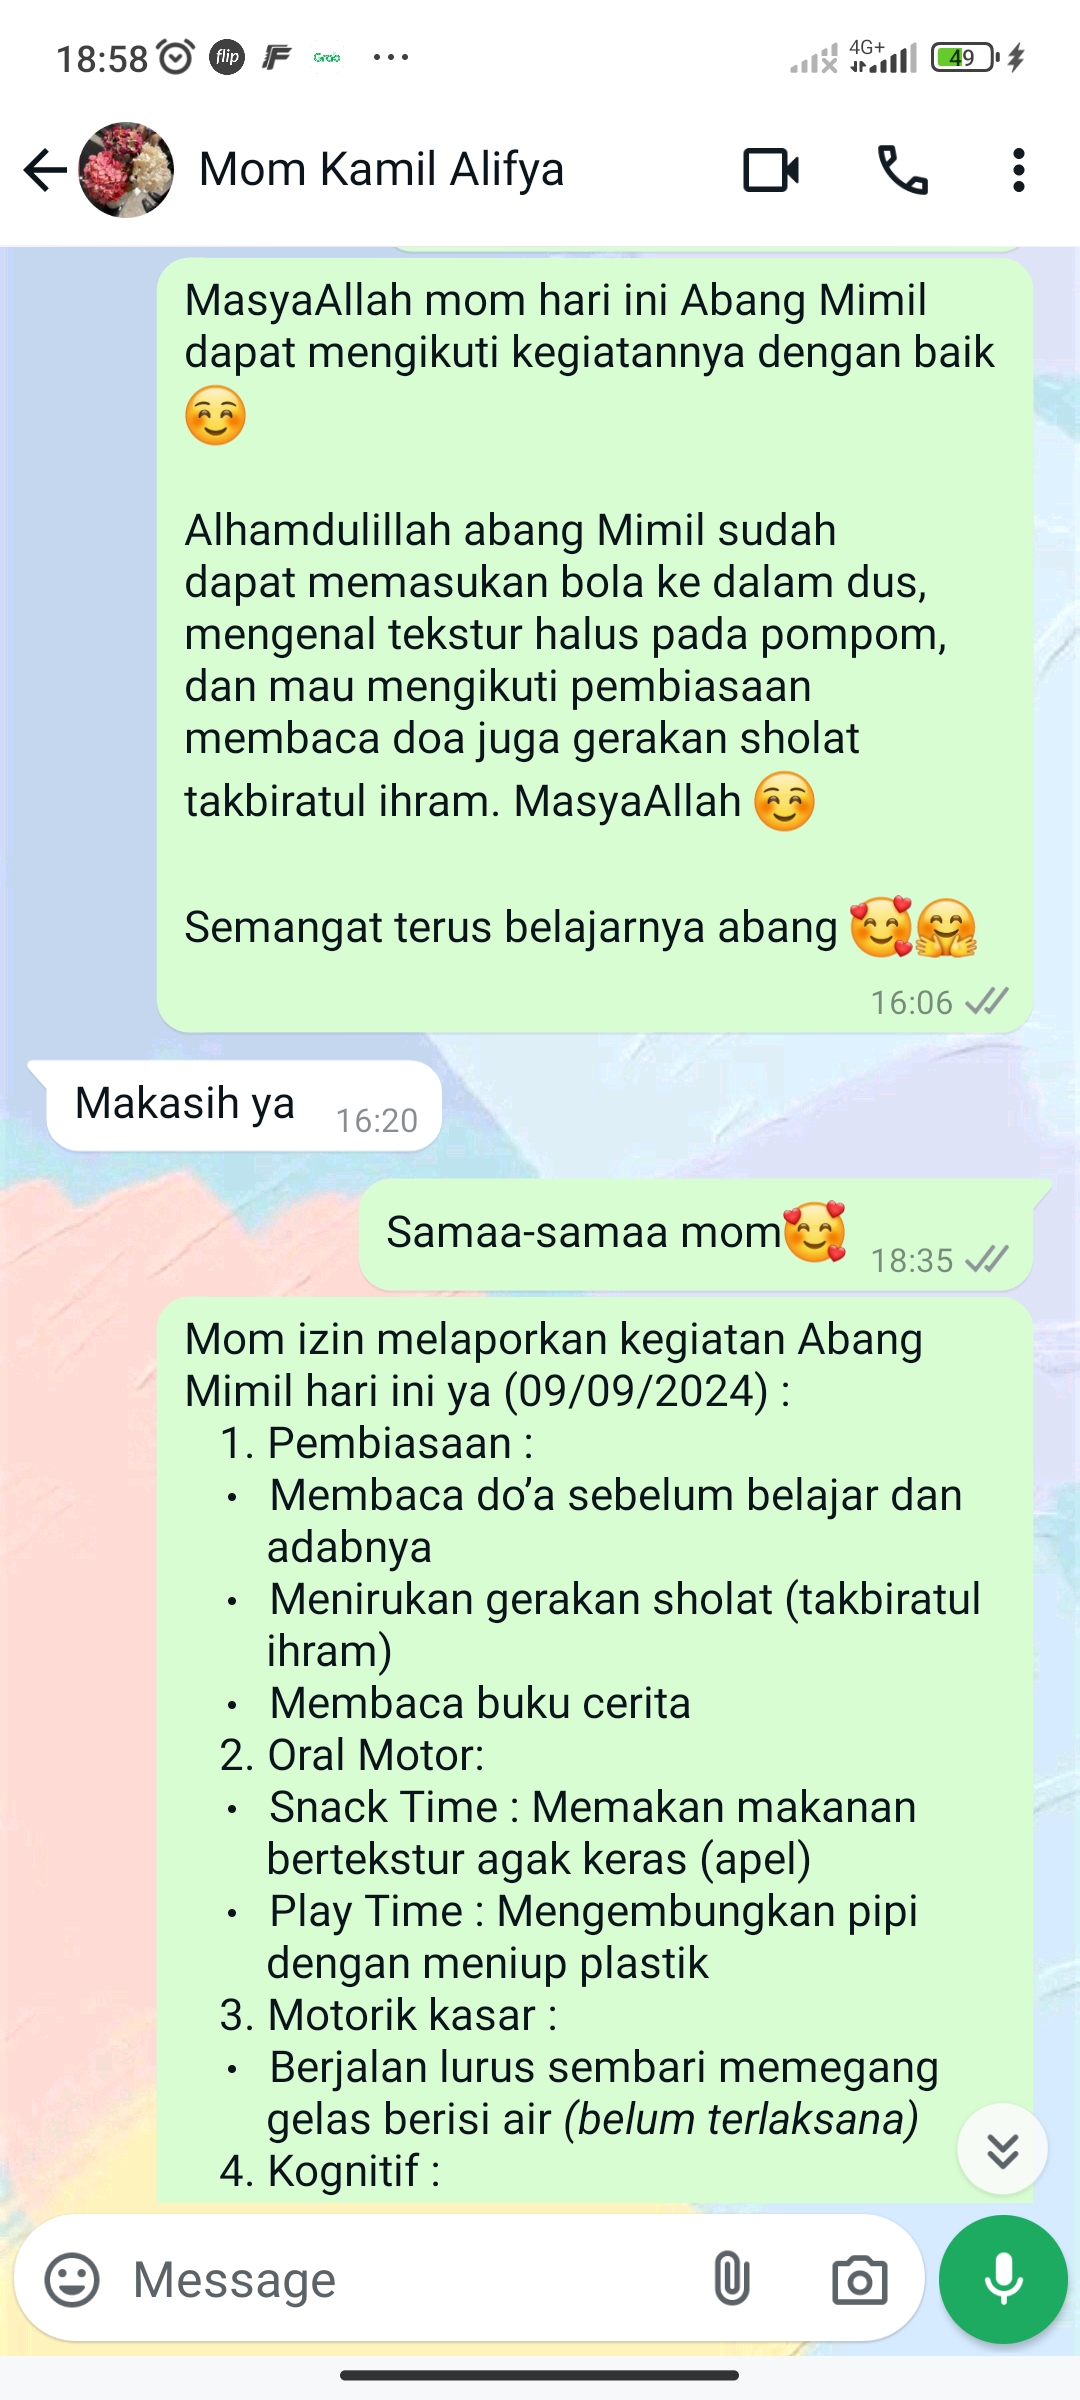 18:58 flip Grab ... 4G+ 49
Mom Kamil Alifya
MasyaAllah mom hari ini Abang Mimil
dapat mengikuti kegiatannya dengan baik
☺️
Alhamdulillah abang Mimil sudah
dapat memasukan bola ke dalam dus,
mengenal tekstur halus pada pompom,
dan mau mengikuti pembiasaan
membaca doa juga gerakan sholat
takbiratul ihram. MasyaAllah ☺️
Semangat terus belajarnya abang 🥰🤗
16:06
Makasih ya 16:20
Samaa-samaa mom🥰 18:35
Mom izin melaporkan kegiatan Abang
Mimil hari ini ya (09/09/2024) :
1. Pembiasaan :
• Membaca do’a sebelum belajar dan
adabnya
• Menirukan gerakan sholat (takbiratul
ihram)
• Membaca buku cerita
2. Oral Motor:
• Snack Time : Memakan makanan
bertekstur agak keras (apel)
• Play Time : Mengembungkan pipi
dengan meniup plastik
3. Motorik kasar :
• Berjalan lurus sembari memegang
gelas berisi air (belum terlaksana)
4. Kognitif :
Message